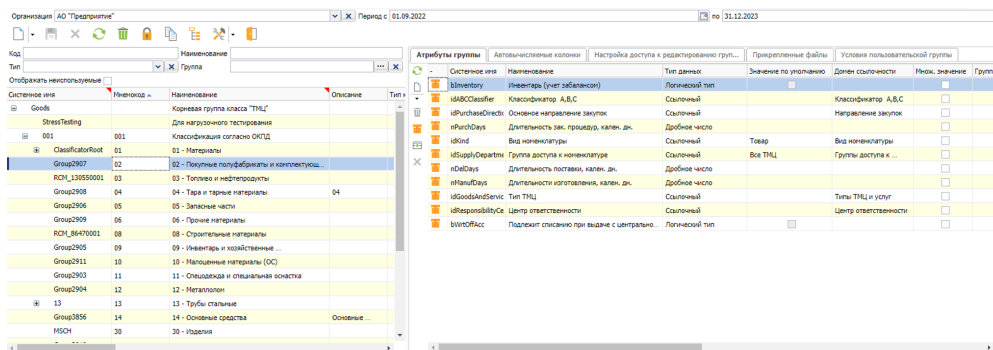 Организация АО "Предприятие" Период с 01.09.2022 по 31.12.2023
Код Наименование
Тип Группа
Отображать неиспользуемые
Системное имя Мнемокод Наименование Описание Тип
Goods Корневая группа класса "ТМЦ"
StressTesting Для нагрузочного тестирования
001 001 Классификация согласно ОКПД
ClassificatorRoot 01 01 - Материалы
Group2907 02 02 - Покупные полуфабрикаты и комплектующ...
RCM_130550001 03 03 - Топливо и нефтепродукты
Group2908 04 04 - Тара и тарные материалы 04
Group2906 05 05 - Запасные части
Group2909 06 06 - Прочие материалы
RCM_86470001 08 08 - Строительные материалы
Group2905 09 09 - Инвентарь и хозяйственные ...
Group2911 10 10 - Малоценные материалы (ОС)
Group2903 11 11 - Спецодежда и специальная оснастка
Group2904 12 12 - Металлолом
13 13 13 - Трубы стальные
Group3856 14 14 - Основные средства Основные ...
MSCH 30 30 - Изделия
Атрибуты группы Автовычисляемые колонки Настройка доступа к редактированию груп... Прикрепленные файлы Условия пользовательской группы
- Системное имя Наименование Тип данных Значение по умолчанию Домен ссылочности Множ. значение Групп
bInventory Инвентарь (учет забалансом) Логический тип
idABCClassifier Классификатор A,B,C Ссылочный Классификатор A,B,C
idPurchaseDirectio Основное направление закупок Ссылочный Направление закупок
nPurchDays Длительность зак. процедур, кален. дн. Дробное число
idKind Вид номенклатуры Ссылочный Товар Вид номенклатуры
idSupplyDepartme Группа доступа к номенклатуре Ссылочный Все ТМЦ Группы доступа к ...
nDelDays Длительность поставки, кален. дн. Дробное число
nManufDays Длительности изготовления, кален. дн. Дробное число
idGoodsAndServic Тип ТМЦ Ссылочный Типы ТМЦ и услуг
idResponsibilityCe Центр ответственности Ссылочный Центр ответственности
bWrtOffAcc Подлежит списанию при выдаче с центрально... Логический тип